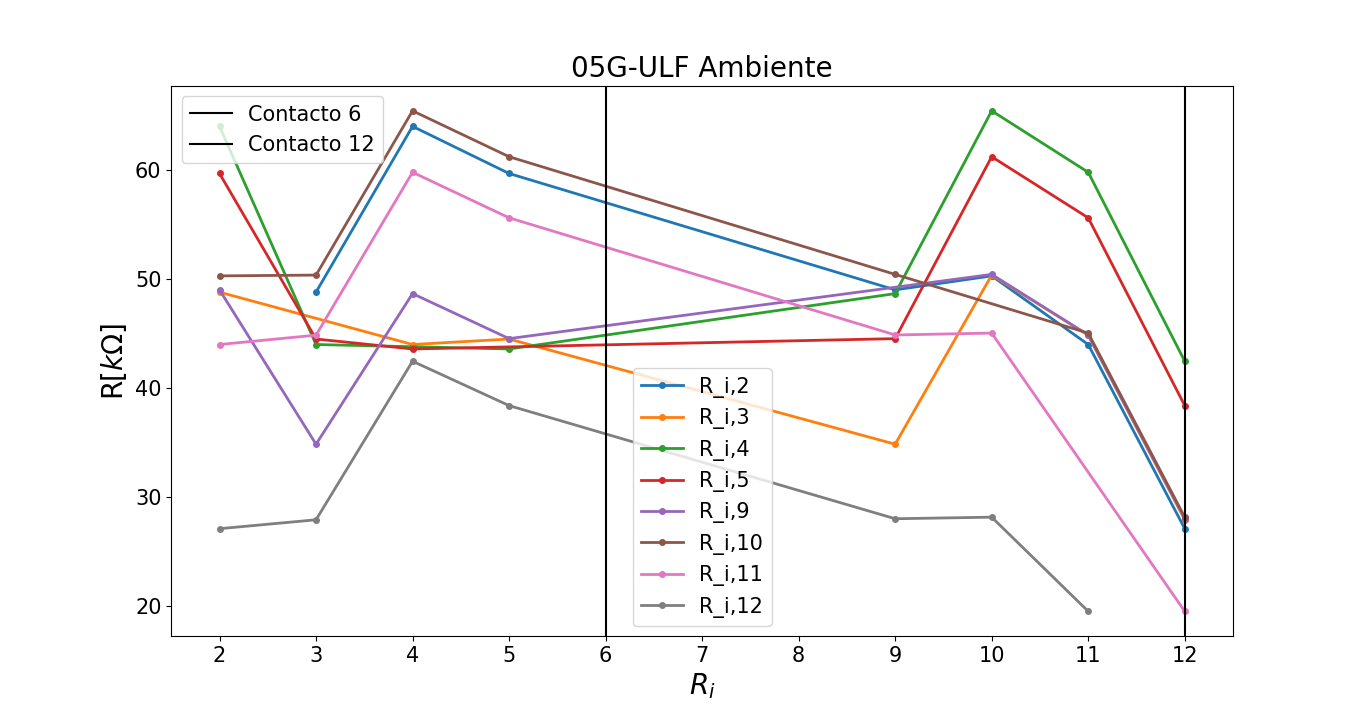 05G-ULF Ambiente
Contacto 6
Contacto 12
R[kΩ]
60
50
40
30
20
R_i,2
R_i,3
R_i,4
R_i,5
R_i,9
R_i,10
R_i,11
R_i,12
2 3 4 5 6 7 8 9 10 11 12
R_i